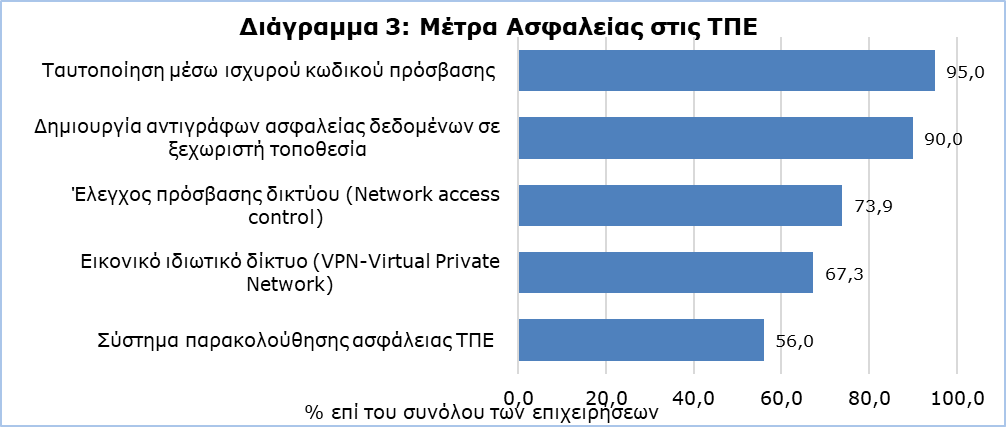 Διάγραμμα 3: Μέτρα Ασφαλείας στις ΤΠΕ
Ταυτοποίηση μέσω ισχυρού κωδικού πρόσβασης
95,0
Δημιουργία αντιγράφων ασφαλείας δεδομένων σε
ξεχωριστή τοποθεσία
90,0
Έλεγχος πρόσβασης δικτύου (Network access
control)
73,9
Εικονικό ιδιωτικό δίκτυο (VPN-Virtual Private
Network)
67,3
Σύστημα παρακολούθησης ασφάλειας ΤΠΕ
56,0
0,0 20,0 40,0 60,0 80,0 100,0
% επί του συνόλου των επιχειρήσεων